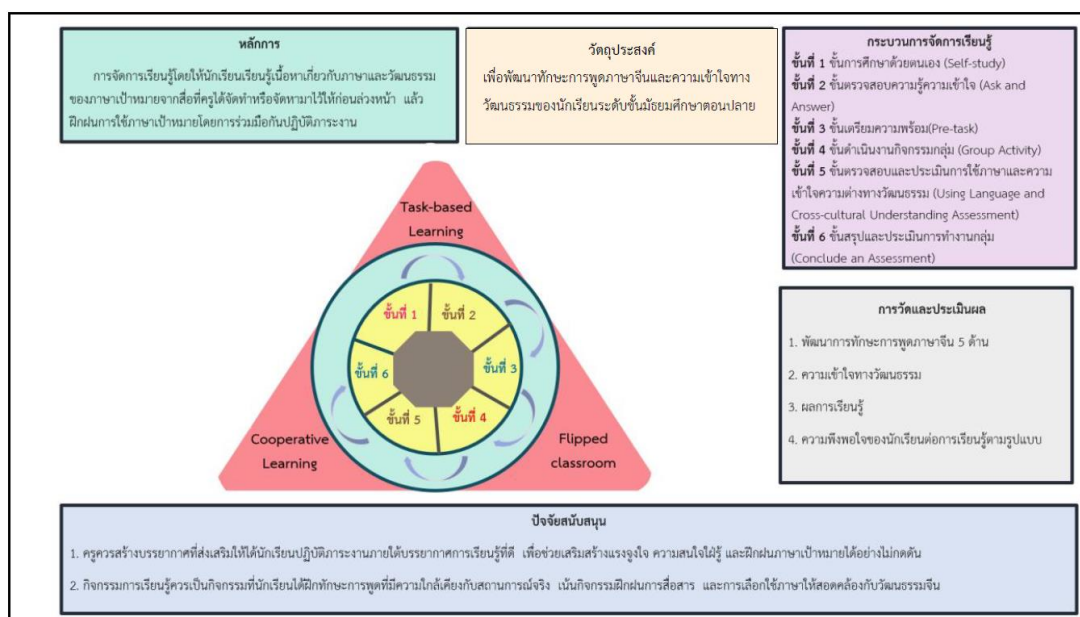 หลักการ
การจัดการเรียนรู้โดยให้นักเรียนเรียนรู้เนื้อหาเกี่ยวกับภาษาและวัฒนธรรม
ของภาษาเป้าหมายจากสื่อที่ครูได้จัดทำหรือจัดหามาไว้ให้ก่อนล่วงหน้า แล้ว
ฝึกฝนการใช้ภาษาเป้าหมายโดยการร่วมมือกันปฏิบัติภาระงาน
วัตถุประสงค์
เพื่อพัฒนาทักษะการพูดภาษาจีนและความเข้าใจทาง
วัฒนธรรมของนักเรียนระดับชั้นมัธยมศึกษาตอนปลาย
กระบวนการจัดการเรียนรู้
ขั้นที่ 1 ขั้นการศึกษาด้วยตนเอง (Self-study)
ขั้นที่ 2 ขั้นตรวจสอบความรู้ความเข้าใจ (Ask and
Answer)
ขั้นที่ 3 ขั้นเตรียมความพร้อม(Pre-task)
ขั้นที่ 4 ขั้นดำเนินงานกิจกรรมกลุ่ม (Group Activity)
ขั้นที่ 5 ขั้นตรวจสอบและประเมินการใช้ภาษาและความ
เข้าใจความต่างทางวัฒนธรรม (Using Language and
Cross-cultural Understanding Assessment)
ขั้นที่ 6 ขั้นสรุปและประเมินการทำงานกลุ่ม
(Conclude an Assessment)
Task-based
Learning
ขั้นที่ 1
ขั้นที่ 2
ขั้นที่ 6
ขั้นที่ 3
ขั้นที่ 5
ขั้นที่ 4
Cooperative
Learning
Flipped
classroom
การวัดและประเมินผล
1. พัฒนาการทักษะการพูดภาษาจีน 5 ด้าน
2. ความเข้าใจทางวัฒนธรรม
3. ผลการเรียนรู้
4. ความพึงพอใจของนักเรียนต่อการเรียนรู้ตามรูปแบบ
ปัจจัยสนับสนุน
1. ครูควรสร้างบรรยากาศที่ส่งเสริมให้ได้นักเรียนปฏิบัติภาระงานภายใต้บรรยากาศการเรียนรู้ที่ดี เพื่อช่วยเสริมสร้างแรงจูงใจ ความสนใจใฝ่รู้ และฝึกฝนภาษาเป้าหมายได้อย่างไม่กดดัน
2. กิจกรรมการเรียนรู้ควรเป็นกิจกรรมที่นักเรียนได้ฝึกทักษะการพูดที่มีความใกล้เคียงกับสถานการณ์จริง เน้นกิจกรรมฝึกฝนการสื่อสาร และการเลือกใช้ภาษาให้สอดคล้องกับวัฒนธรรมจีน